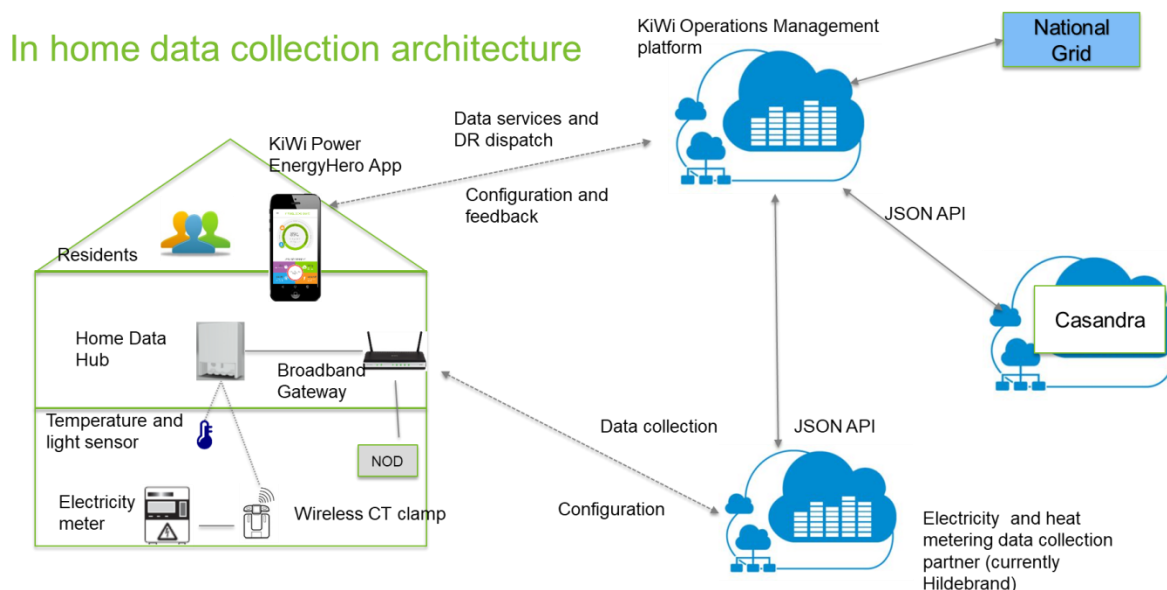 In home data collection architecture
KiWi Operations Management
platform
National
Grid
Data services and
DR dispatch
KiWi Power
EnergyHero App
Configuration and
feedback
JSON API
Residents
Casandra
Home Data
Hub
Broadband
Gateway
Temperature and
light sensor
Data collection
JSON API
NOD
Electricity
meter
Wireless CT clamp
Configuration
Electricity and heat
metering data collection
partner (currently
Hildebrand)